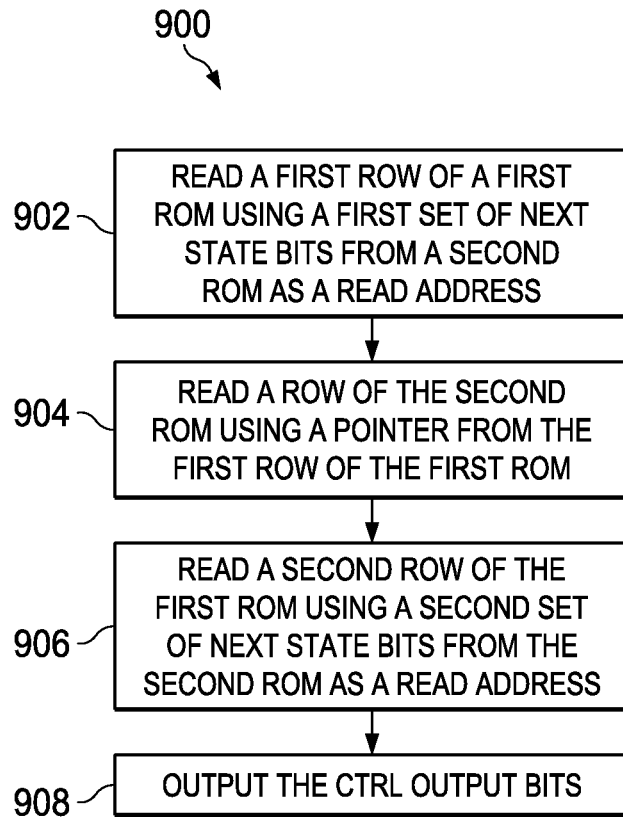 900
902
READ A FIRST ROW OF A FIRST
ROM USING A FIRST SET OF NEXT
STATE BITS FROM A SECOND
ROM AS A READ ADDRESS
904
READ A ROW OF THE SECOND
ROM USING A POINTER FROM THE
FIRST ROW OF THE FIRST ROM
906
READ A SECOND ROW OF THE
FIRST ROM USING A SECOND SET
OF NEXT STATE BITS FROM THE
SECOND ROM AS A READ ADDRESS
908
OUTPUT THE CTRL OUTPUT BITS